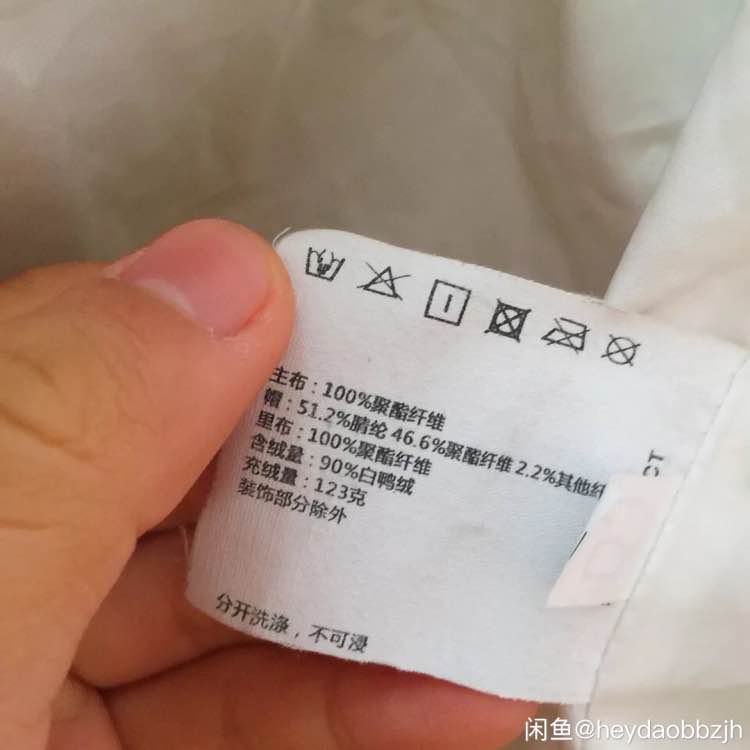 主布：100%聚酯纤维
帽：51.2%腈纶 46.6%聚酯纤维 2.2%其他纤
里布：100%聚酯纤维
含绒量：90%白鸭绒
充绒量：123克
装饰部分除外
分开洗涤，不可浸
CT
闲鱼@heydaobbzjh